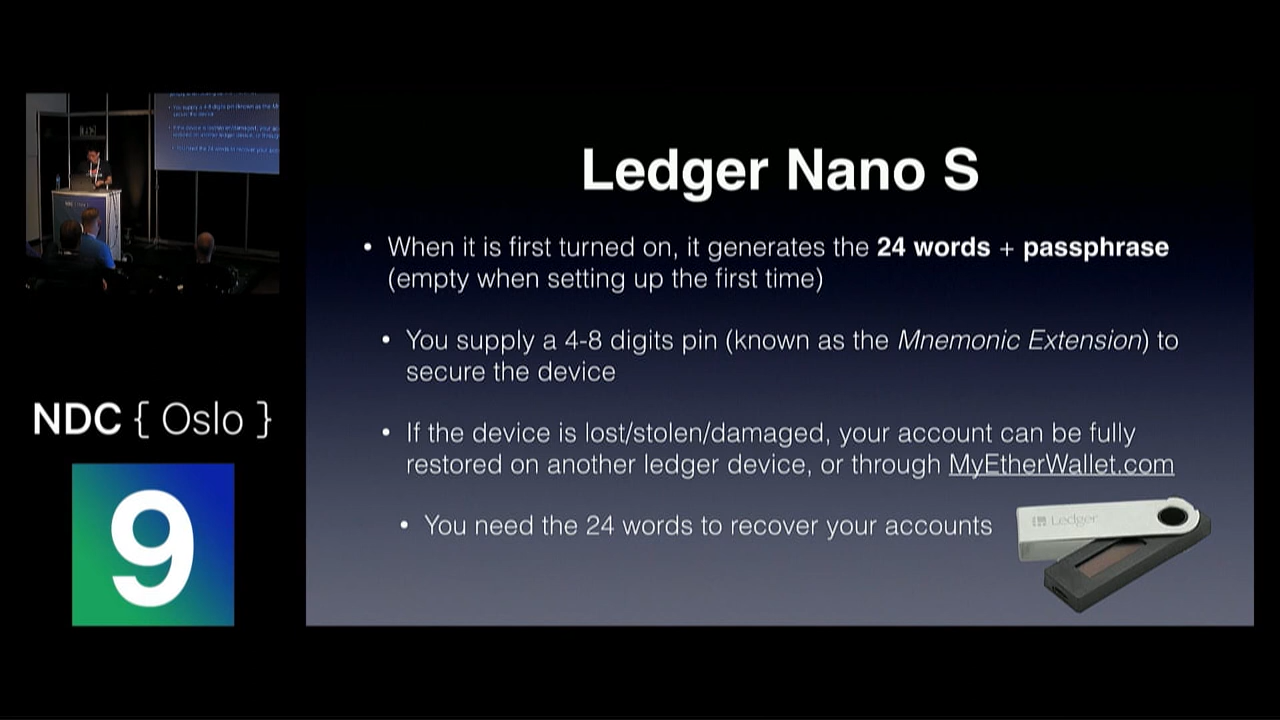 Ledger Nano S
• When it is first turned on, it generates the 24 words + passphrase
(empty when setting up the first time)
• You supply a 4-8 digits pin (known as the Mnemonic Extension) to
secure the device
• If the device is lost/stolen/damaged, your account can be fully
restored on another ledger device, or through MyEtherWallet.com
• You need the 24 words to recover your accounts
Ledger
NDC { Oslo }
9